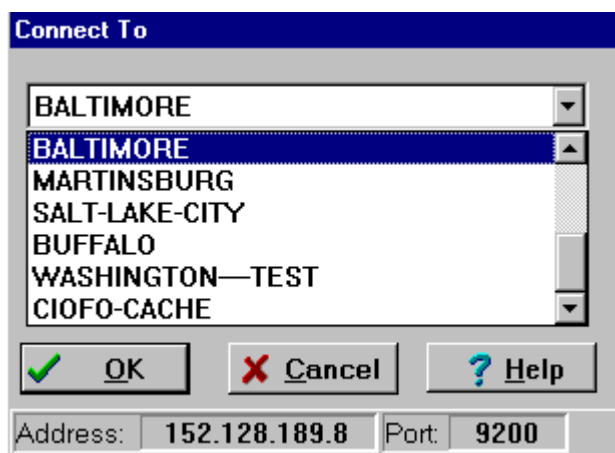 Connect To
BALTIMORE
BALTIMORE
MARTINSBURG
SALT-LAKE-CITY
BUFFALO
WASHINGTON—TEST
CIOFO-CACHE
OK Cancel ? Help
Address: 152.128.189.8 Port: 9200